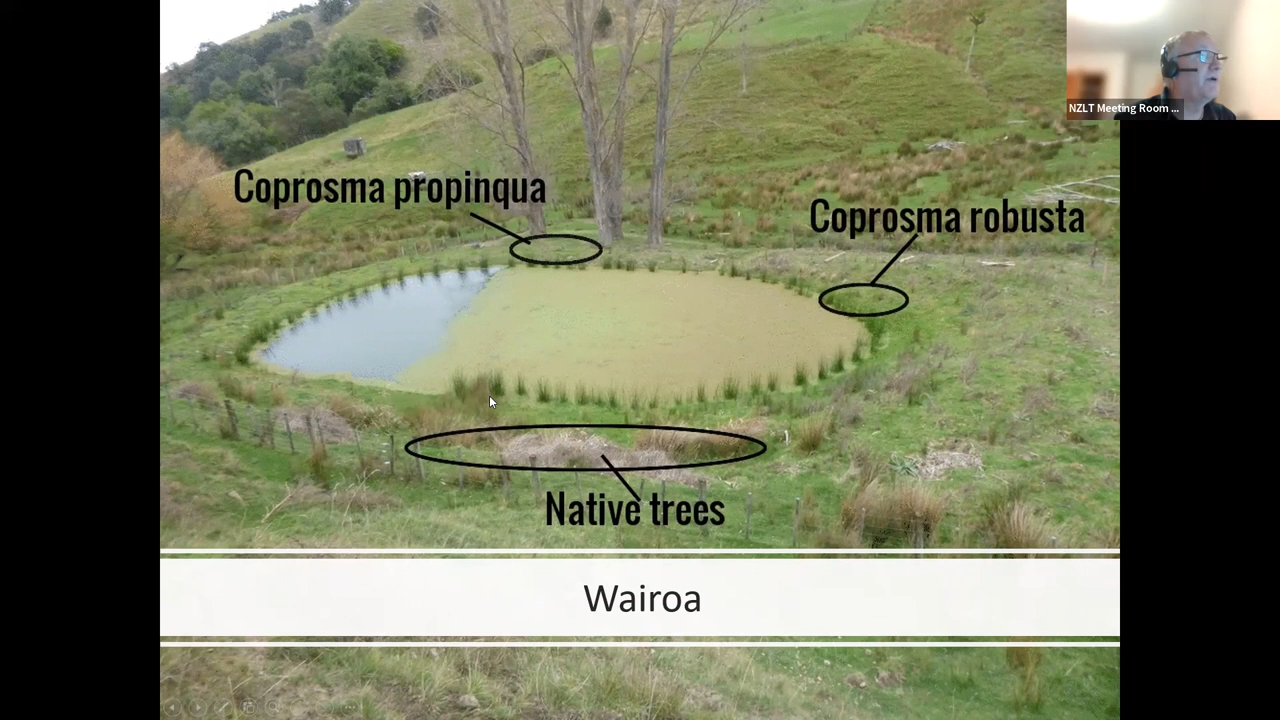 NZLT Meeting Room ...
Coprosma propinqua
Coprosma robusta
Native trees
Wairoa